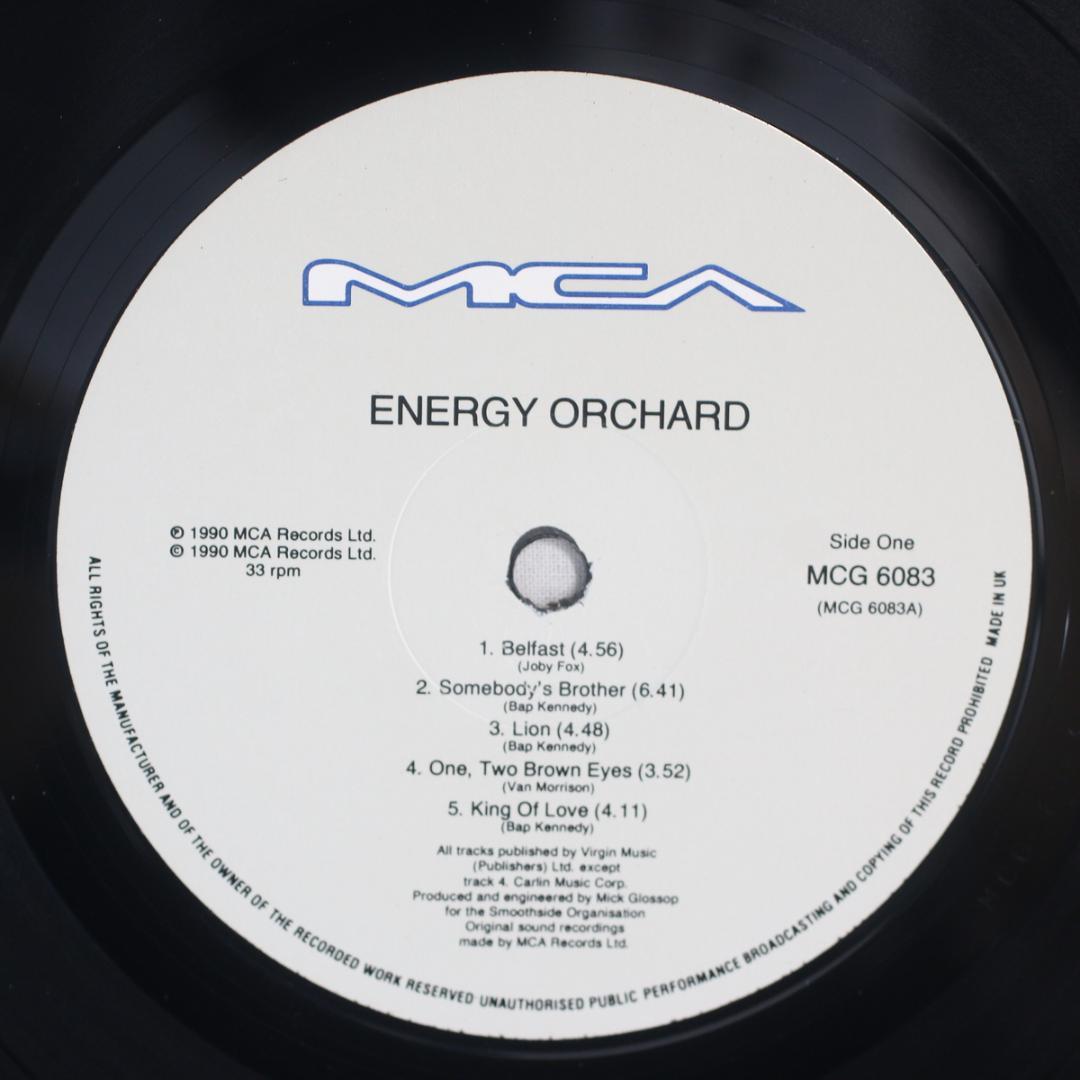 MCA
ENERGY ORCHARD
℗ 1990 MCA Records Ltd.
© 1990 MCA Records Ltd.
33 rpm
Side One
MCG 6083
(MCG 6083A)
1. Belfast (4.56)
(Joby Fox)
2. Somebody's Brother (6.41)
(Bap Kennedy)
3. Lion (4.48)
(Bap Kennedy)
4. One, Two Brown Eyes (3.52)
(Van Morrison)
5. King Of Love (4.11)
(Bap Kennedy)
All tracks published by Virgin Music
(Publishers) Ltd. except
track 4. Carlin Music Corp.
Produced and engineered by Mick Glossop
for the Smoothside Organisation
Original sound recordings
made by MCA Records Ltd.
ALL RIGHTS OF THE MANUFACTURER AND OF THE OWNER OF THE RECORDED WORK RESERVED UNAUTHORISED PUBLIC PERFORMANCE BROADCASTING AND COPYING OF THIS RECORD PROHIBITED MADE IN UK